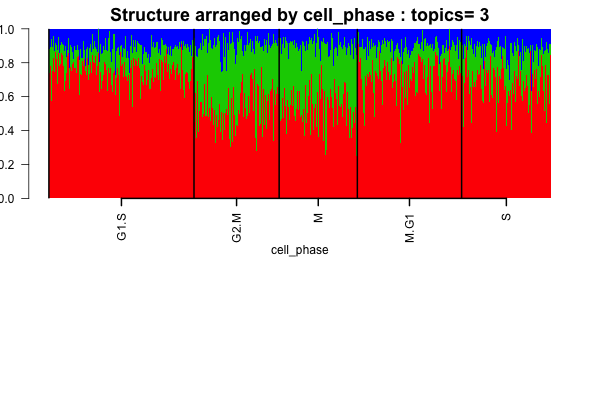 Structure arranged by cell_phase : topics= 3
1.0
0.8
0.6
0.4
0.2
0.0
G1.S
G2.M
M
M.G1
S
cell_phase